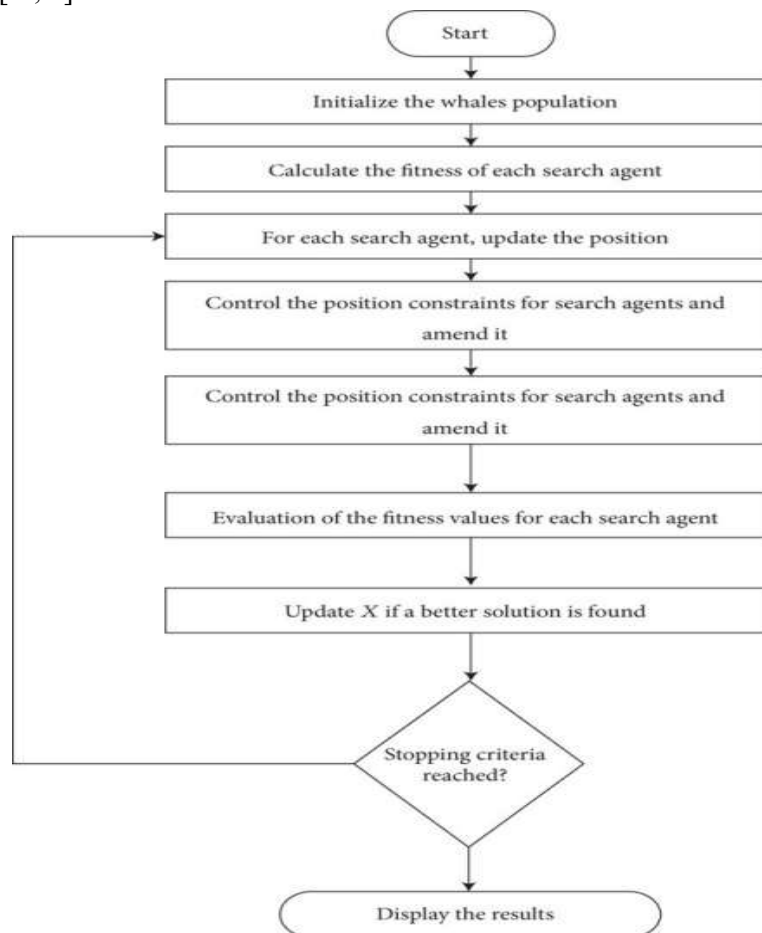 Start
Initialize the whales population
Calculate the fitness of each search agent
For each search agent, update the position
Control the position constraints for search agents and
amend it
Control the position constraints for search agents and
amend it
Evaluation of the fitness values for each search agent
Update X if a better solution is found
Stopping criteria
reached?
Display the results